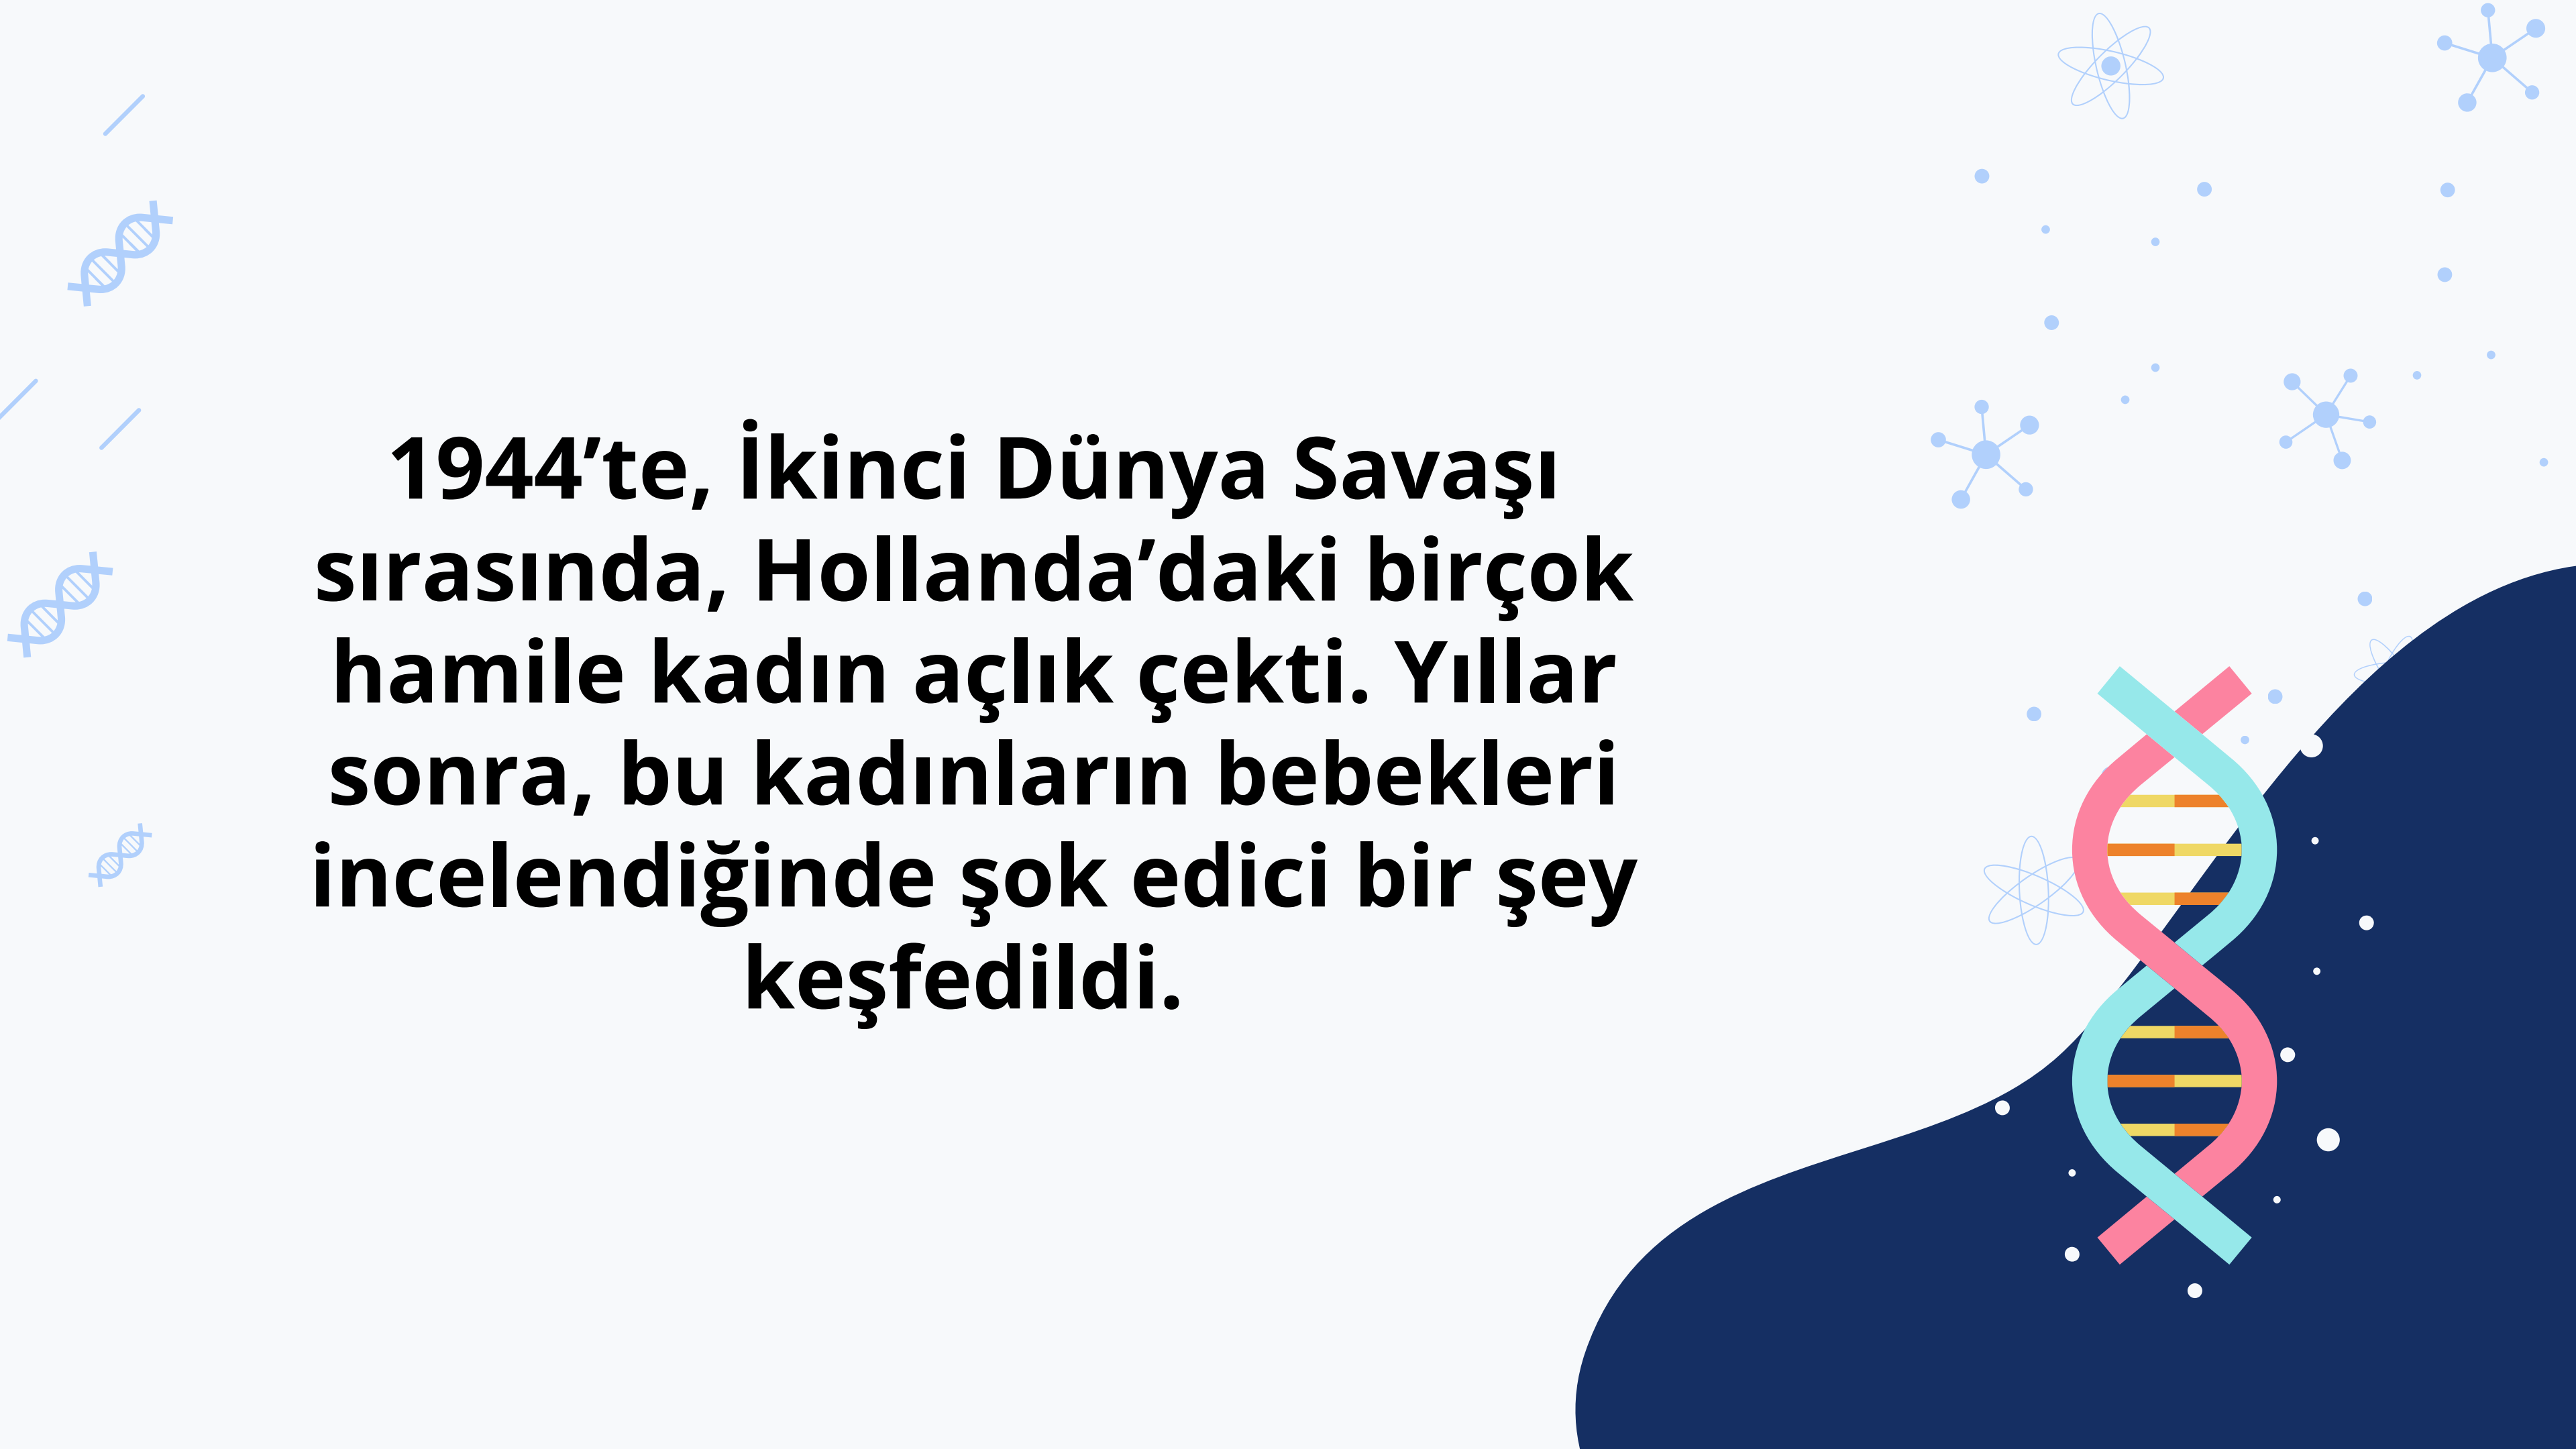 1944’te, İkinci Dünya Savaşı
sırasında, Hollanda’daki birçok
hamile kadın açlık çekti. Yıllar
sonra, bu kadınların bebekleri
incelendiğinde şok edici bir şey
keşfedildi.